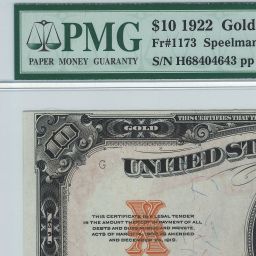 PMG
PAPER MONEY GUARANTY
$10 1922 Gold
Fr#1173 Speelman
S/N H68404643 pp
THIS CERTIFIES THAT
GOLD
UNITED STA
G
THIS CERTIFICATE IS A LEGAL TENDER
IN THE AMOUNT THEREOF IN PAYMENT OF ALL
DEBTS AND DUES PUBLIC AND PRIVATE.
ACTS OF MARCH 14, 1900 AS AMENDED
AND DECEMBER 24, 1919.
X
TEN